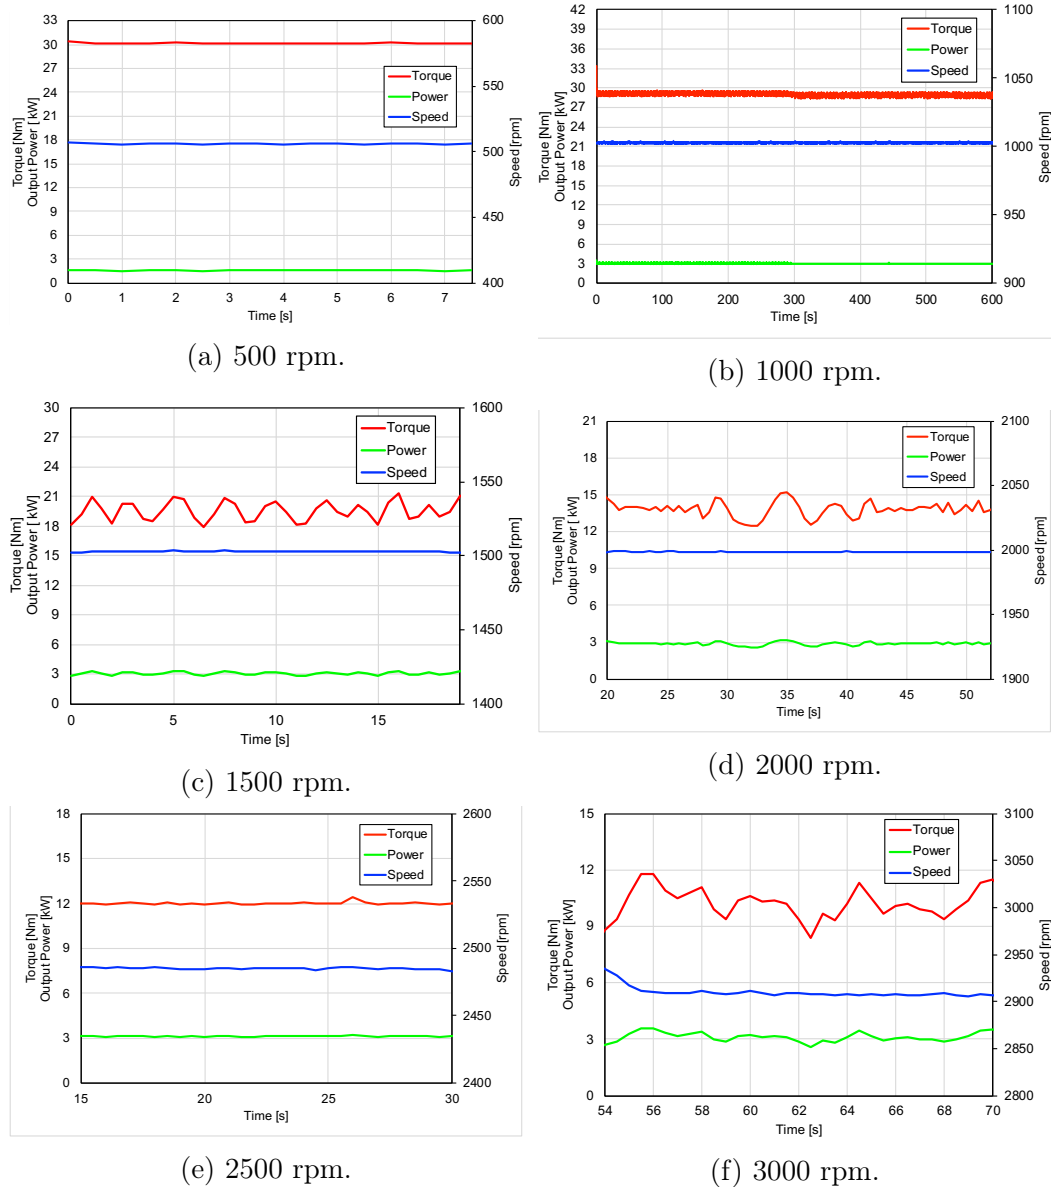 33
30
27
24
21
18
15
12
9
6
3
0
600
550
500
450
400
0 1 2 3 4 5 6 7
Torque [Nm]
Output Power [ kW]
Speed [rpm]
Time [s]
Torque
Power
Speed
(a) 500 rpm.
42
39
36
33
30
27
24
21
18
15
12
9
6
3
0
1100
1050
1000
950
900
0 100 200 300 400 500 600
Torque [Nm]
Output Power [kW]
Speed [rpm]
Time [s]
Torque
Power
Speed
(b) 1000 rpm.
30
27
24
21
18
15
12
9
6
3
0
1600
1550
1500
1450
1400
0 5 10 15
Torque [Nm]
Output Power [ kW]
Speed [rpm]
Time [s]
Torque
Power
Speed
(c) 1500 rpm.
21
18
15
12
9
6
3
0
2100
2050
2000
1950
1900
20 25 30 35 40 45 50
Torque [Nm]
Output Power [kW]
Speed [rpm]
Time [s]
Torque
Power
Speed
(d) 2000 rpm.
18
15
12
9
6
3
0
2600
2550
2500
2450
2400
15 20 25 30
Torque [Nm]
Output Power [kW]
Speed [rpm]
Time [s]
Torque
Power
Speed
(e) 2500 rpm.
15
12
9
6
3
0
3100
3050
3000
2950
2900
2850
2800
54 56 58 60 62 64 66 68 70
Torque [Nm]
Output Power [kW]
Speed [rpm]
Time [s]
Torque
Power
Speed
(f) 3000 rpm.